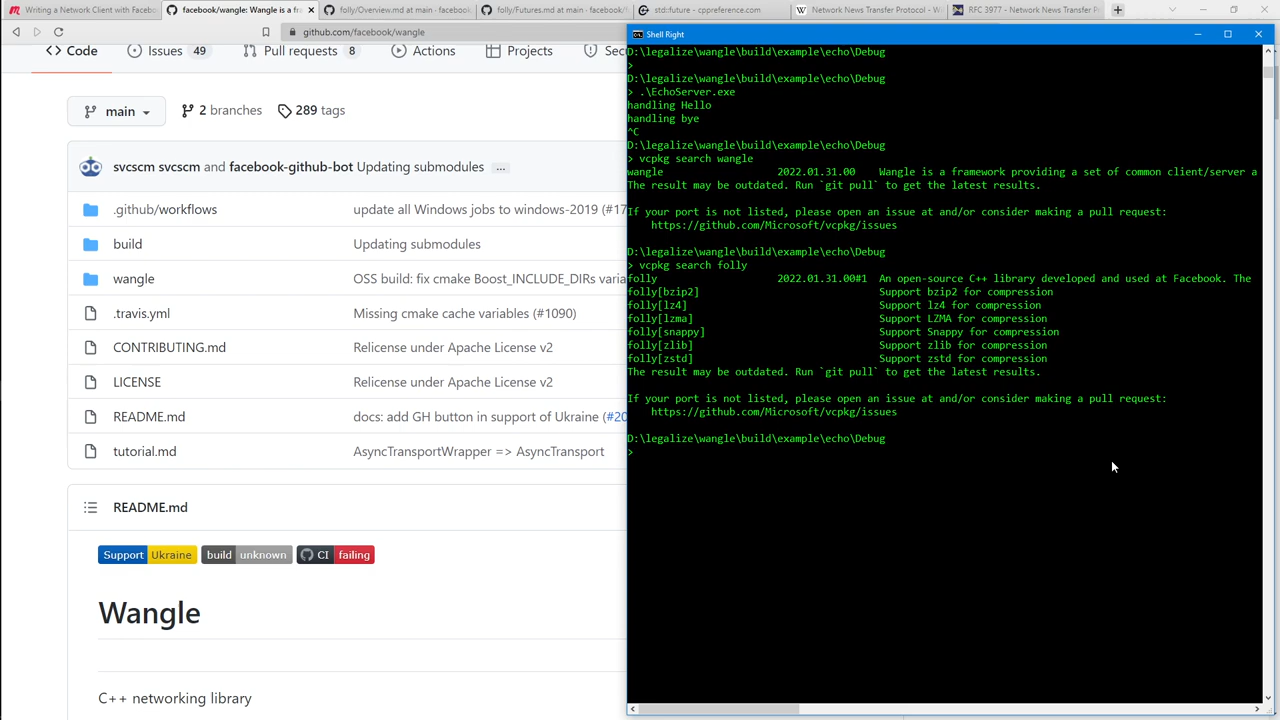 Writing a Network Client with Faceb
facebook/wangle: Wangle is a fr
folly/Overview.md at main · facebook
folly/Futures.md at main · facebook/
std::future - cppreference.com
Network News Transfer Protocol - Wi
RFC 3977 - Network News Transfer P
github.com/facebook/wangle
Code
Issues 49
Pull requests 8
Actions
Projects
Sec
main
2 branches
289 tags
svcscm svcscm and facebook-github-bot Updating submodules ...
.github/workflows Update all Windows jobs to windows-2019 (#17
build Updating submodules
wangle OSS build: fix cmake Boost_INCLUDE_DIRs varia
.travis.yml Missing cmake cache variables (#1090)
CONTRIBUTING.md Relicense under Apache License v2
LICENSE Relicense under Apache License v2
README.md docs: add GH button in support of Ukraine (#20
tutorial.md AsyncTransportWrapper => AsyncTransport
README.md
Support Ukraine build unknown CI failing
Wangle
C++ networking library
Shell Right
D:\legalize\wangle\build\example\echo\Debug
>
D:\legalize\wangle\build\example\echo\Debug
> .\EchoServer.exe
handling Hello
handling bye
^C
D:\legalize\wangle\build\example\echo\Debug
> vcpkg search wangle
wangle 2022.01.31.00 Wangle is a framework providing a set of common client/server a
The result may be outdated. Run `git pull` to get the latest results.
If your port is not listed, please open an issue at and/or consider making a pull request:
https://github.com/Microsoft/vcpkg/issues
D:\legalize\wangle\build\example\echo\Debug
> vcpkg search folly
folly 2022.01.31.00#1 An open-source C++ library developed and used at Facebook. The
folly[bzip2] Support bzip2 for compression
folly[lz4] Support lz4 for compression
folly[lzma] Support LZMA for compression
folly[snappy] Support Snappy for compression
folly[zlib] Support zlib for compression
folly[zstd] Support zstd for compression
The result may be outdated. Run `git pull` to get the latest results.
If your port is not listed, please open an issue at and/or consider making a pull request:
https://github.com/Microsoft/vcpkg/issues
D:\legalize\wangle\build\example\echo\Debug
>